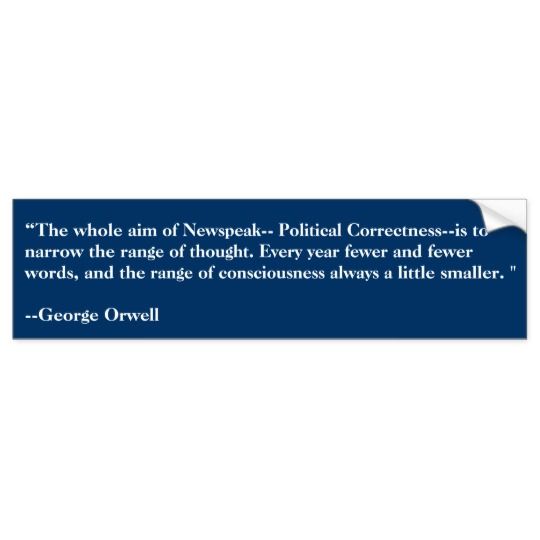 “The whole aim of Newspeak-- Political Correctness--is to
narrow the range of thought. Every year fewer and fewer
words, and the range of consciousness always a little smaller. "
--George Orwell